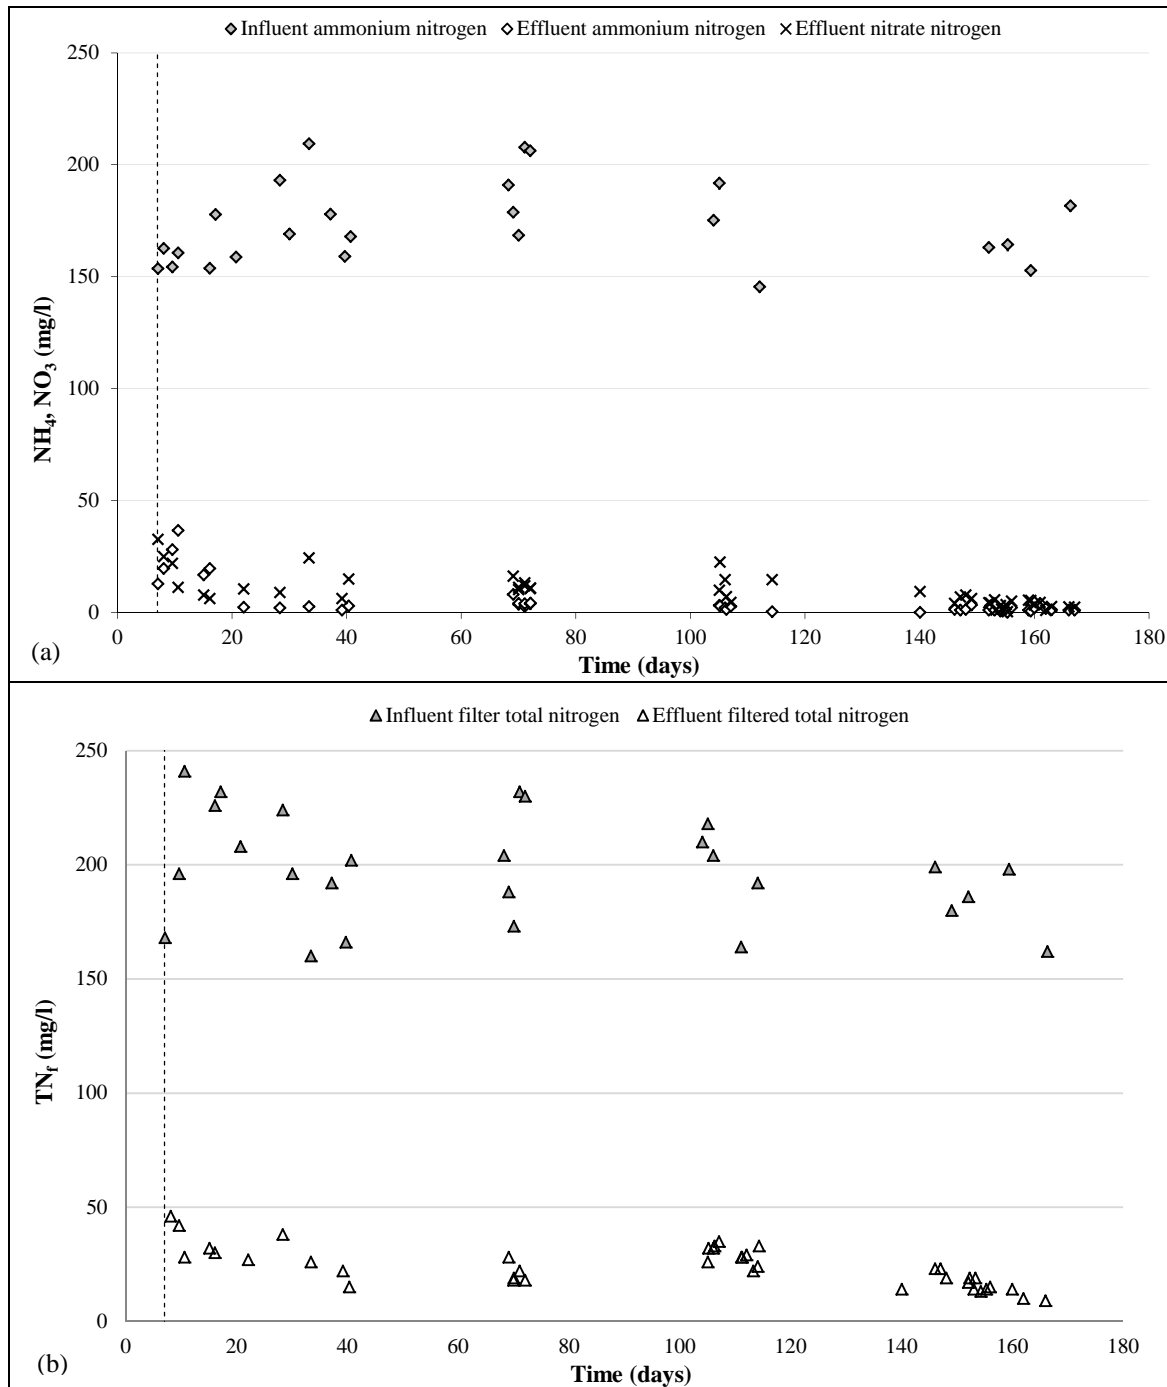 Influent ammonium nitrogen Effluent ammonium nitrogen Effluent nitrate nitrogen
250
200
150
100
50
0
NH4, NO3 (mg/l)
0 20 40 60 80 100 120 140 160 180
Time (days)
(a)
Influent filter total nitrogen Effluent filtered total nitrogen
250
200
150
100
50
0
TNf (mg/l)
0 20 40 60 80 100 120 140 160 180
Time (days)
(b)